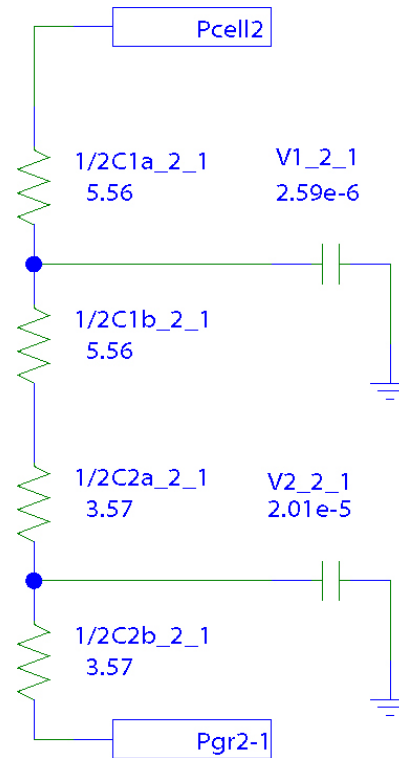 Pcell2
1/2C1a_2_1
5.56
V1_2_1
2.59e-6
1/2C1b_2_1
5.56
1/2C2a_2_1
3.57
V2_2_1
2.01e-5
1/2C2b_2_1
3.57
Pgr2-1